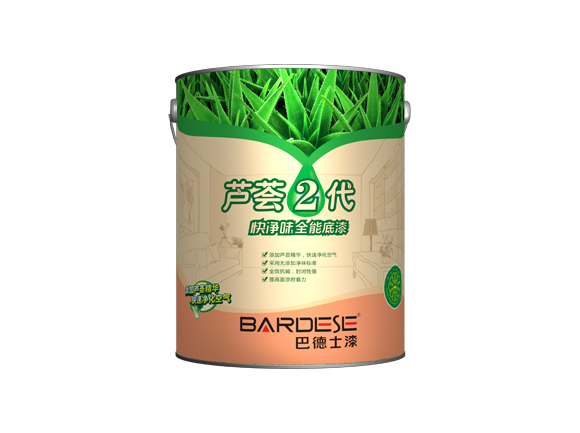 芦荟2代
快净味全能底漆
添加芦荟精华，快速净化空气
采用无添加净味标准
全效抗碱，封闭性强
提高面漆附着力
添加芦荟精华
快速净化空气
BARDESE®
巴德士漆